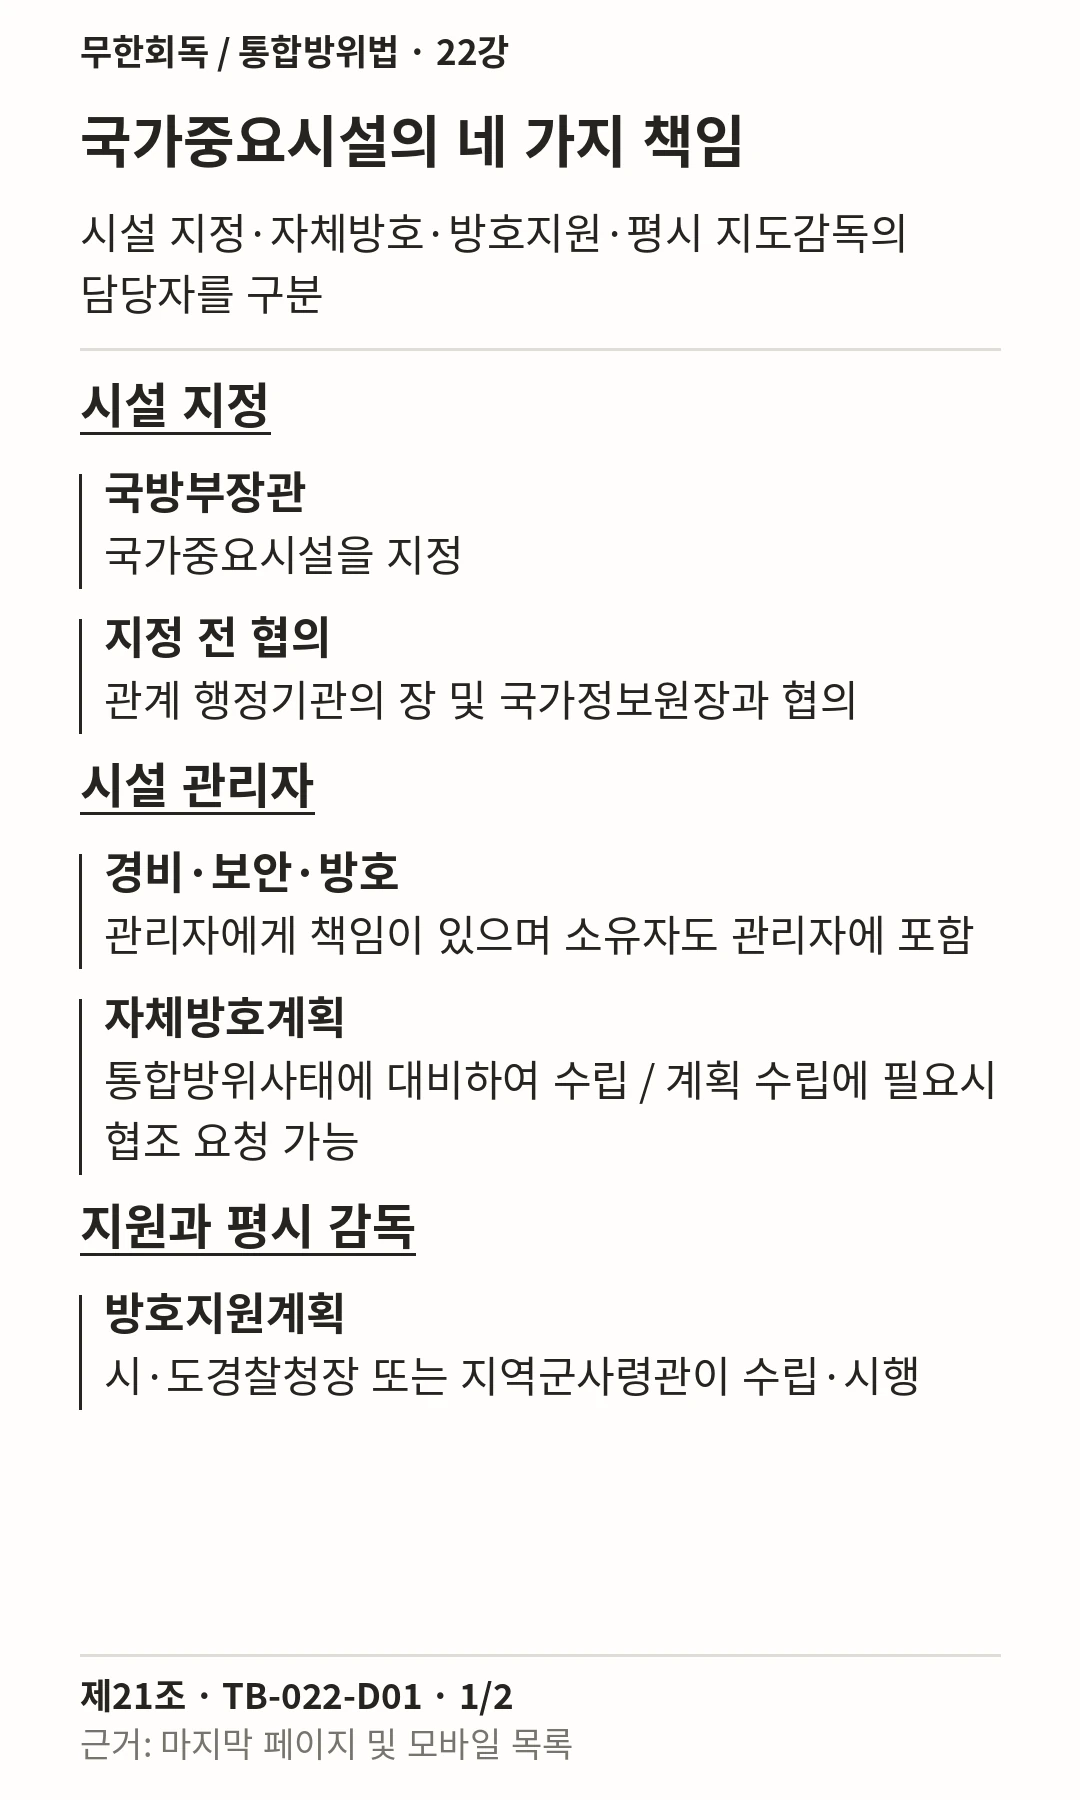 무한회독 / 통합방위법 · 22강
국가중요시설의 네 가지 책임
시설 지정·자체방호·방호지원·평시 지도감독의
담당자를 구분
시설 지정
국방부장관
국가중요시설을 지정
지정 전 협의
관계 행정기관의 장 및 국가정보원장과 협의
시설 관리자
경비·보안·방호
관리자에게 책임이 있으며 소유자도 관리자에 포함
자체방호계획
통합방위사태에 대비하여 수립 / 계획 수립에 필요시
협조 요청 가능
지원과 평시 감독
방호지원계획
시·도경찰청장 또는 지역군사령관이 수립·시행
제21조 · TB-022-D01 · 1/2
근거: 마지막 페이지 및 모바일 목록